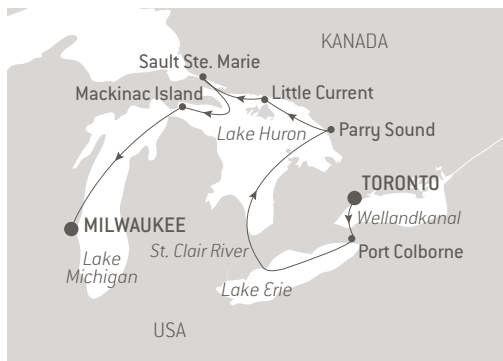 KANADA
Sault Ste. Marie
Mackinac Island
Little Current
Lake Huron
Parry Sound
TORONTO
Wellandkanal
MILWAUKEE
St. Clair River
Port Colborne
Lake
Michigan
Lake Erie
USA